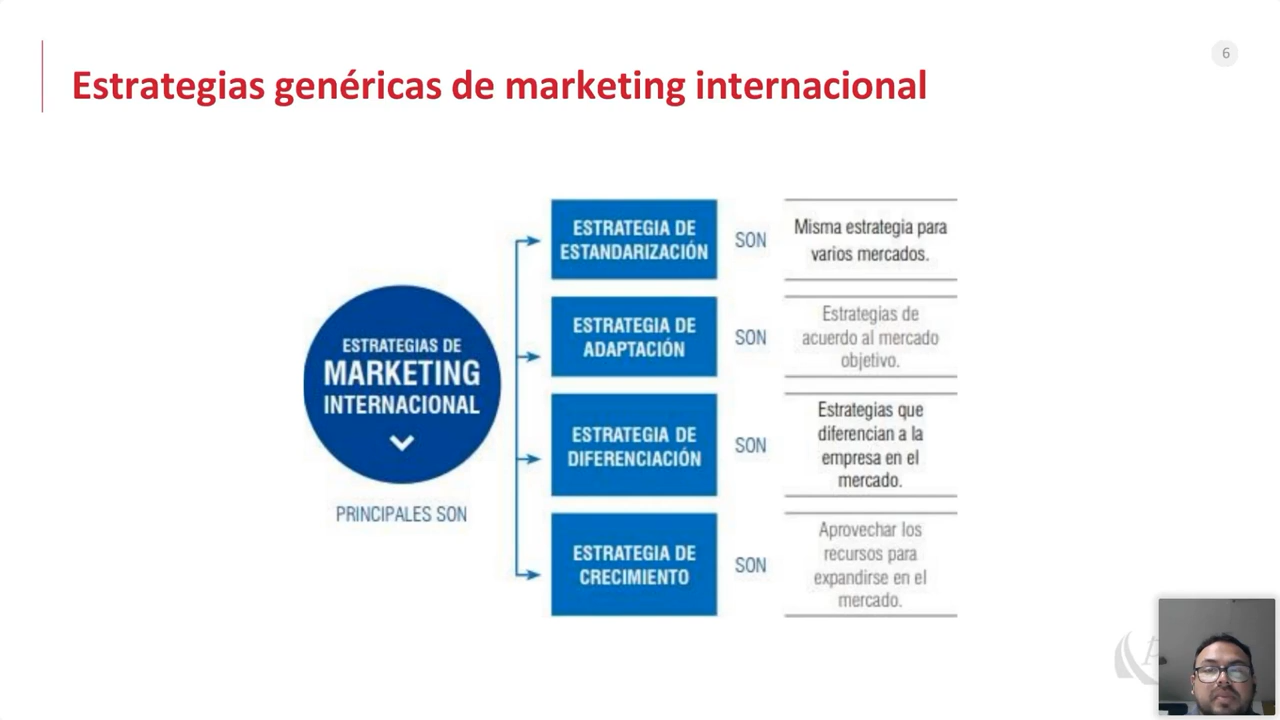 6
Estrategias genéricas de marketing internacional
ESTRATEGIAS DE
MARKETING
INTERNACIONAL
PRINCIPALES SON
ESTRATEGIA DE
ESTANDARIZACIÓN
SON
Misma estrategia para
varios mercados.
ESTRATEGIA DE
ADAPTACIÓN
SON
Estrategias de
acuerdo al mercado
objetivo.
ESTRATEGIA DE
DIFERENCIACIÓN
SON
Estrategias que
diferencian a la
empresa en el
mercado.
ESTRATEGIA DE
CRECIMIENTO
SON
Aprovechar los
recursos para
expandirse en el
mercado.